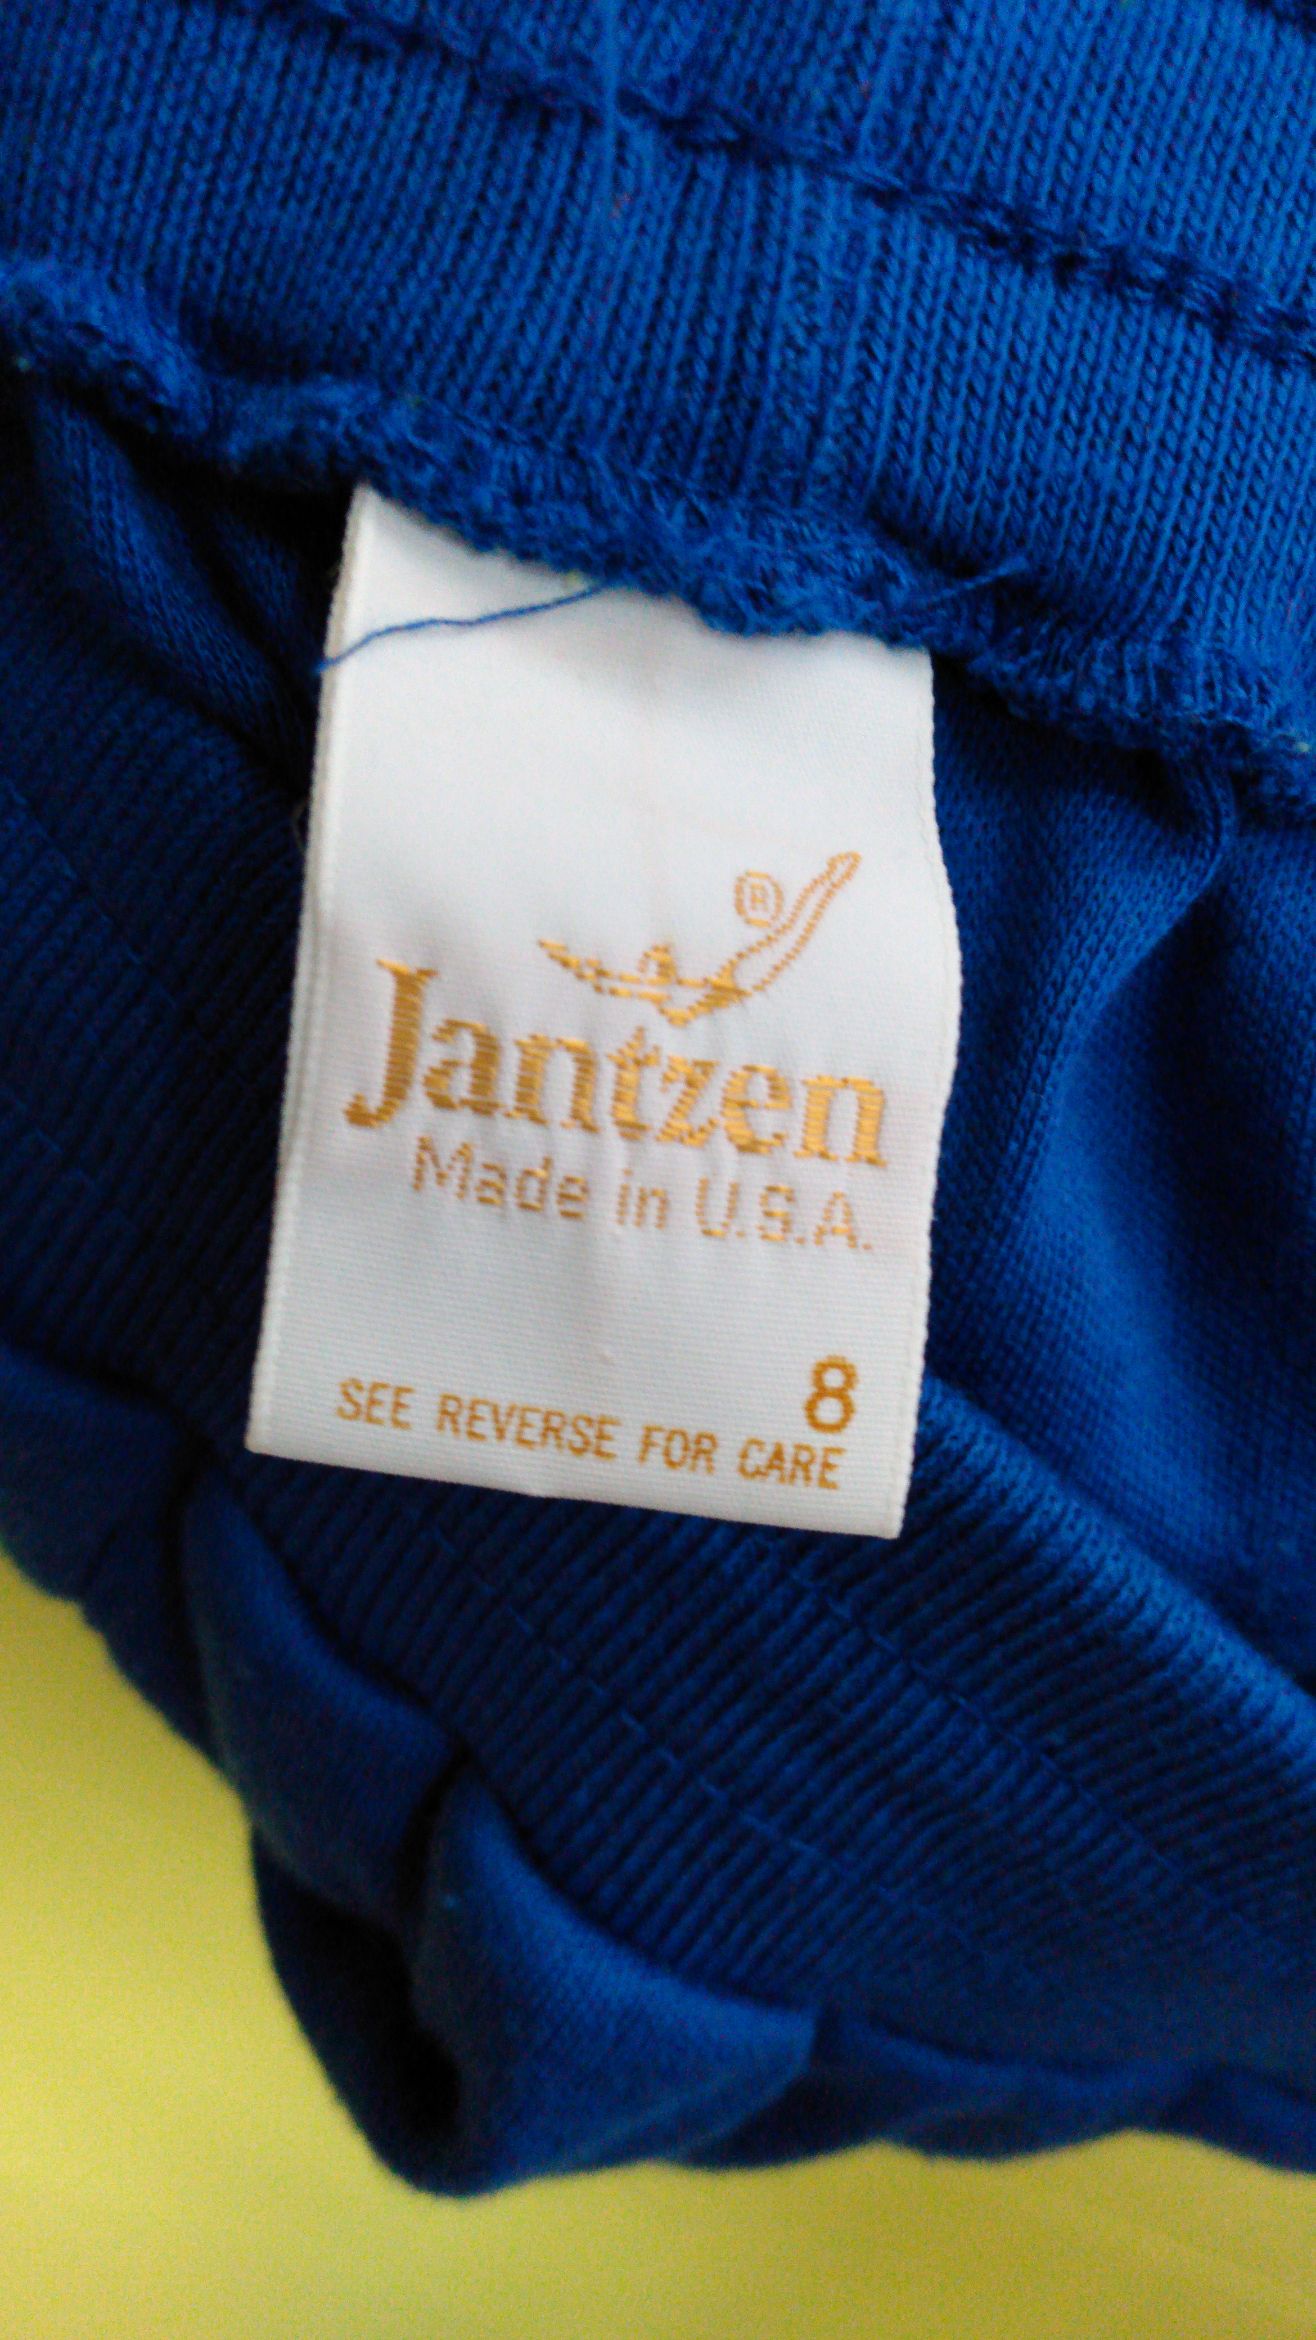 ®
Jantzen
Made in U.S.A.
8
SEE REVERSE FOR CARE